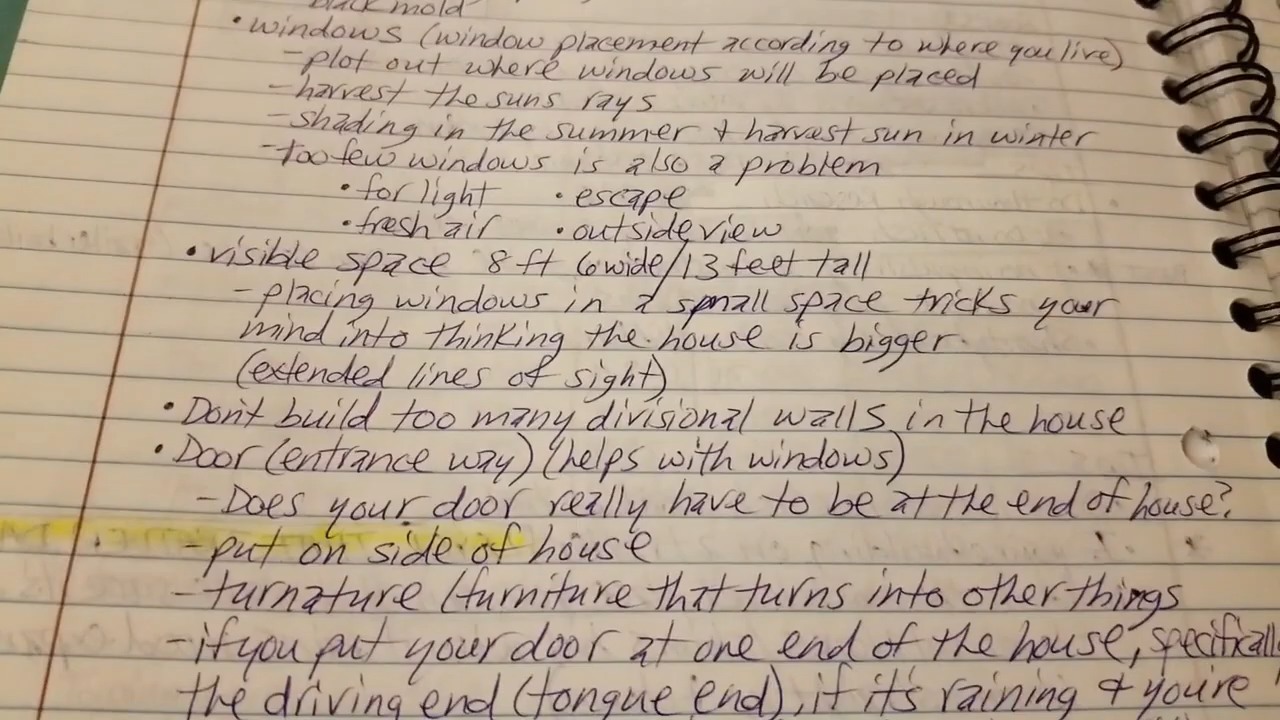 black mold
• windows (window placement according to where you live)
- plot out where windows will be placed
- harvest the suns rays
- shading in the summer + harvest sun in winter
- too few windows is also a problem
• for light • escape
• fresh air • outside view
• visible space 8 ft 6 wide/13 feet tall
- placing windows in a small space tricks your
mind into thinking the house is bigger.
(extended lines of sight)
• Don't build too many divisional walls in the house
• Door (entrance way) (helps with windows)
- Does your door really have to be at the end of house?
- put on side of house
- turnature (furniture that turns into other things
- if you put your door at one end of the house, specifically
the driving end (tongue end), if it's raining + you're